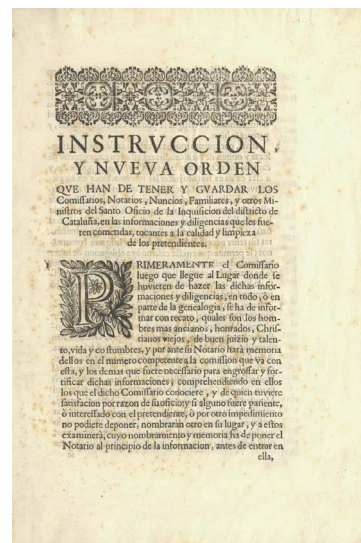 INSTRVCCION,
Y NVEVA ORDEN
QVE HAN DE TENER Y GVARDAR LOS
Comissarios, Notarios, Nuncios, Familiares, y otros Mi-
nistros del Santo Oficio de la Inquisicion del districto de
Cataluña, en las informaciones y diligencias que les fue-
ren cometidas, tocantes a la calidad y limpieza
de los pretendientes.
PRIMERAMENTE el Comissario
luego que llegue al Lugar donde se
huvieren de hazer las dichas infor-
maciones y diligencias, en todo, ò en
parte de la genealogia, se ha de infor-
mar con recato, quales son los hom-
bres mas ancianos, honrados, Chris-
tianos viejos, de buen juizio y talen-
to, vida y costumbres, y por ante su Notario hará memoria
dellos en el número competente a la comission que va con
esta, y los demas que fuere necessario para engrossar y for-
tificar dichas informaciones, comprehendiendo en ellos
los que el dicho Comissario conociere, y de quien tuviere
satisfacion por razon de su oficio: y si alguno fuere pariente,
ò interessado con el pretendiente, ò por otro impedimento
no podiere deponer, nombrarán otro en su lugar, y a estos
examinerà, cuyo nombramiento y memoria ha de poner el
Notario al principio de la informacion, antes de entrar en
ella,